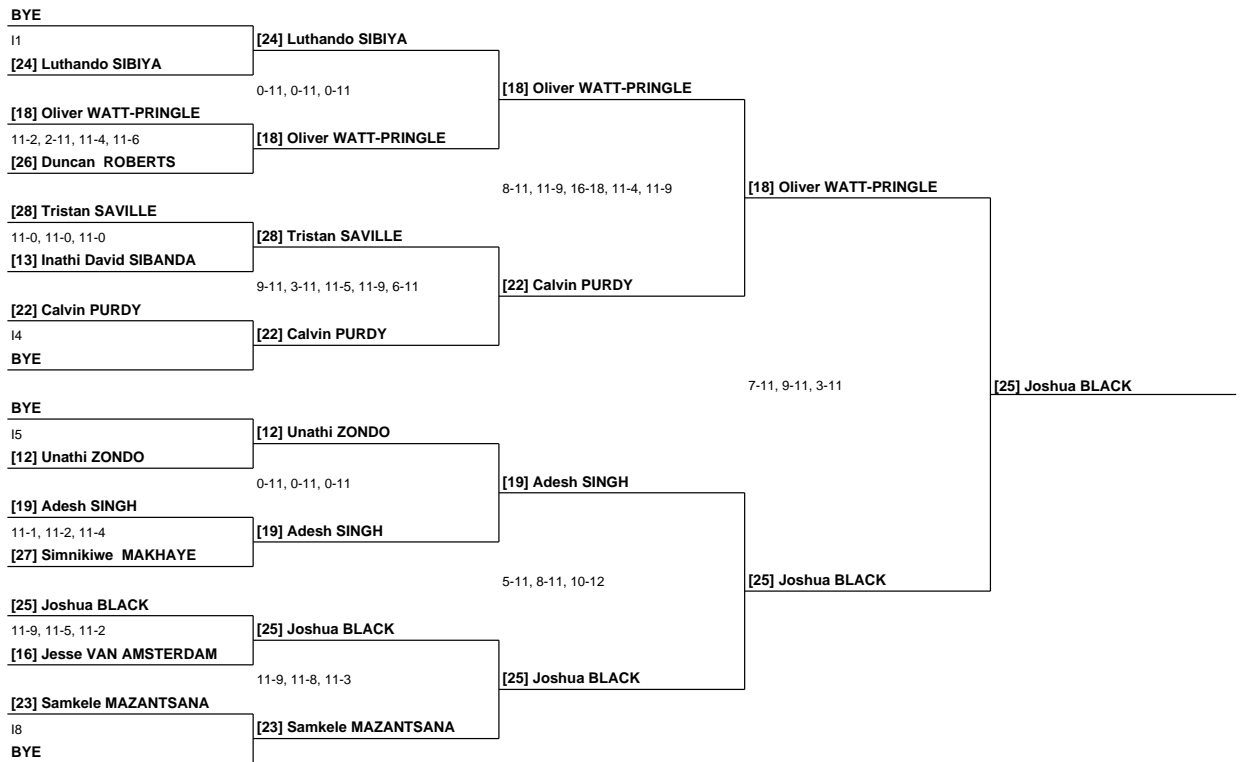 BYE
I1
[24] Luthando SIBIYA
[24] Luthando SIBIYA
0-11, 0-11, 0-11
[18] Oliver WATT-PRINGLE
[18] Oliver WATT-PRINGLE
11-2, 2-11, 11-4, 11-6
[18] Oliver WATT-PRINGLE
[26] Duncan  ROBERTS
8-11, 11-9, 16-18, 11-4, 11-9
[18] Oliver WATT-PRINGLE
[28] Tristan SAVILLE
11-0, 11-0, 11-0
[28] Tristan SAVILLE
[13] Inathi David SIBANDA
9-11, 3-11, 11-5, 11-9, 6-11
[22] Calvin PURDY
[22] Calvin PURDY
I4
[22] Calvin PURDY
BYE
7-11, 9-11, 3-11
[25] Joshua BLACK
BYE
I5
[12] Unathi ZONDO
[12] Unathi ZONDO
0-11, 0-11, 0-11
[19] Adesh SINGH
[19] Adesh SINGH
11-1, 11-2, 11-4
[19] Adesh SINGH
[27] Simnikiwe  MAKHAYE
5-11, 8-11, 10-12
[25] Joshua BLACK
[25] Joshua BLACK
11-9, 11-5, 11-2
[25] Joshua BLACK
[16] Jesse VAN AMSTERDAM
11-9, 11-8, 11-3
[25] Joshua BLACK
[23] Samkele MAZANTSANA
I8
[23] Samkele MAZANTSANA
BYE